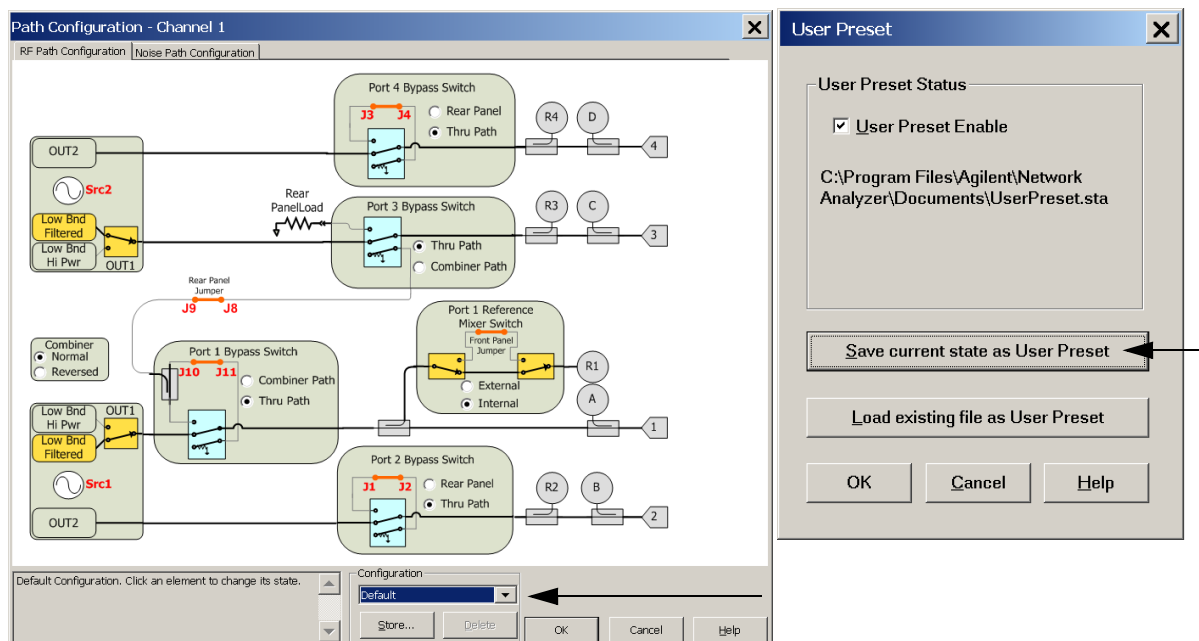 Path Configuration - Channel 1
RF Path Configuration
Noise Path Configuration
Port 4 Bypass Switch
J3 J4
Rear Panel
Thru Path
R4
D
4
OUT2
Src2
Low Bnd
Filtered
Low Bnd
Hi Pwr
OUT1
Rear
PanelLoad
Port 3 Bypass Switch
Thru Path
Combiner Path
R3
C
3
Rear Panel
Jumper
J9 J8
Port 1 Reference
Mixer Switch
Front Panel
Jumper
External
Internal
R1
A
1
Combiner
Normal
Reversed
Port 1 Bypass Switch
J10 J11
Combiner Path
Thru Path
Low Bnd
Hi Pwr
OUT1
Low Bnd
Filtered
Src1
OUT2
Port 2 Bypass Switch
J1 J2
Rear Panel
Thru Path
R2
B
2
Default Configuration. Click an element to change its state.
Configuration
Default
Store...
Delete
OK
Cancel
Help
User Preset
User Preset Status
User Preset Enable
C:\Program Files\Agilent\Network
Analyzer\Documents\UserPreset.sta
Save current state as User Preset
Load existing file as User Preset
OK
Cancel
Help